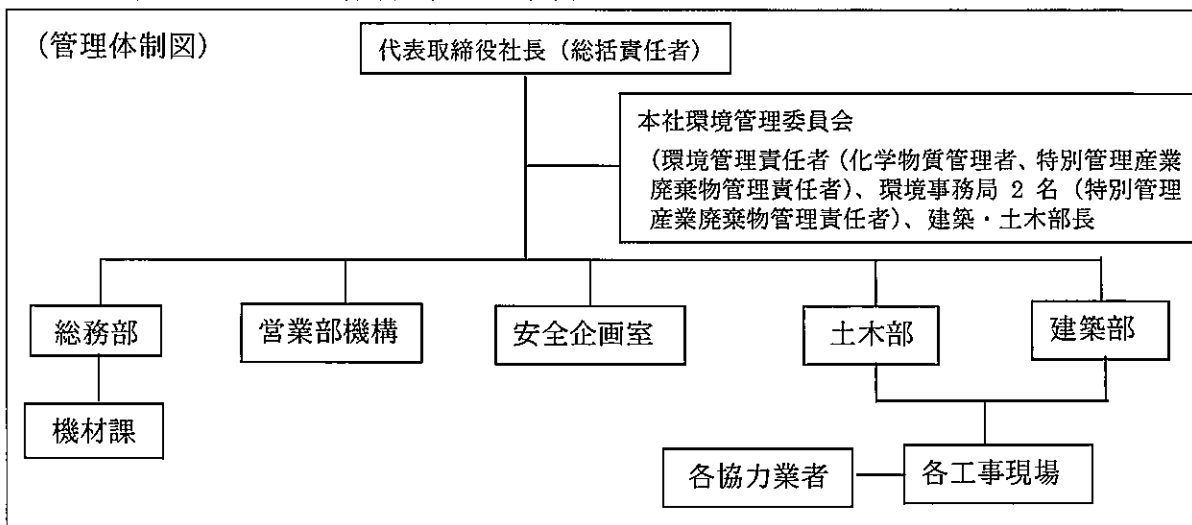 (管理体制図)
代表取締役社長(総括責任者)
本社環境管理委員会
(環境管理責任者(化学物質管理者、特別管理産業
廃棄物管理責任者)、環境事務局 2 名(特別管理
産業廃棄物管理責任者)、建築・土木部長
総務部
営業部機構
安全企画室
土木部
建築部
機材課
各協力業者
各工事現場